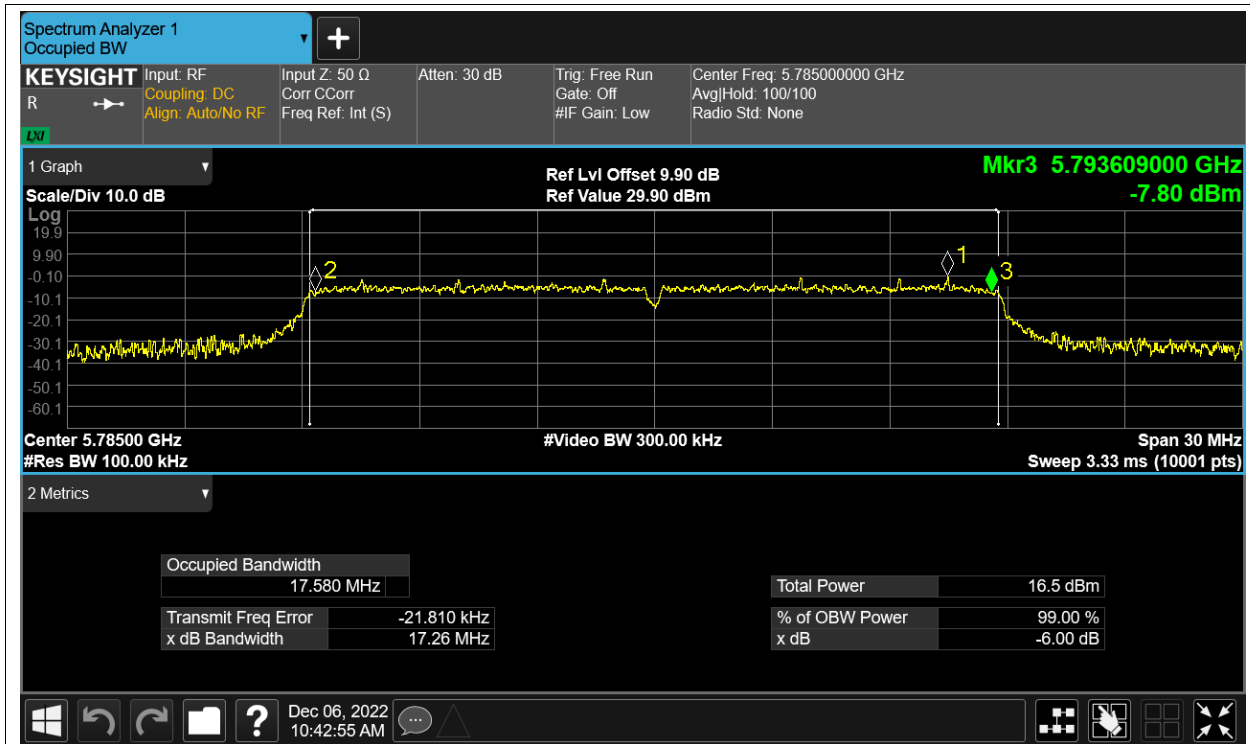 Spectrum Analyzer 1
Occupied BW
KEYSIGHT
R
LXI
Input: RF
Coupling: DC
Align: Auto/No RF
Input Z: 50 Ω
Corr CCorr
Freq Ref: Int (S)
Atten: 30 dB
Trig: Free Run
Gate: Off
#IF Gain: Low
Center Freq: 5.785000000 GHz
Avg|Hold: 100/100
Radio Std: None
1 Graph
Scale/Div 10.0 dB
Ref Lvl Offset 9.90 dB
Ref Value 29.90 dBm
Mkr3 5.793609000 GHz
-7.80 dBm
Log
19.9
9.90
-0.10
-10.1
-20.1
-30.1
-40.1
-50.1
-60.1
2
1
3
Center 5.78500 GHz
#Res BW 100.00 kHz
#Video BW 300.00 kHz
Span 30 MHz
Sweep 3.33 ms (10001 pts)
2 Metrics
Occupied Bandwidth
17.580 MHz
Transmit Freq Error -21.810 kHz
x dB Bandwidth 17.26 MHz
Total Power 16.5 dBm
% of OBW Power 99.00 %
x dB -6.00 dB
?
Dec 06, 2022
10:42:55 AM